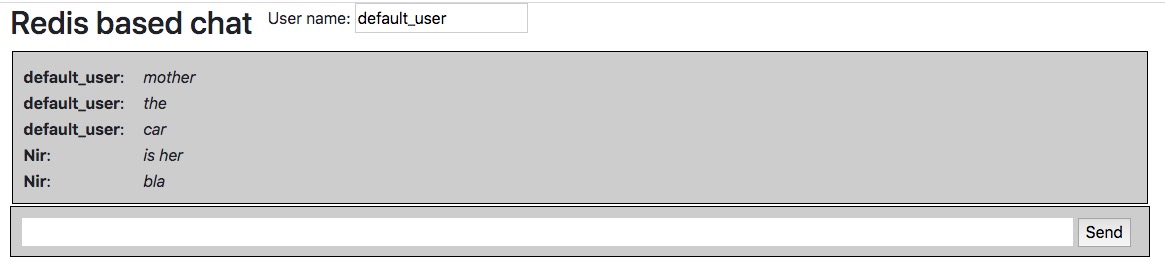 Redis based chat User name: default_user
default_user: mother
default_user: the
default_user: car
Nir: is her
Nir: bla
Send